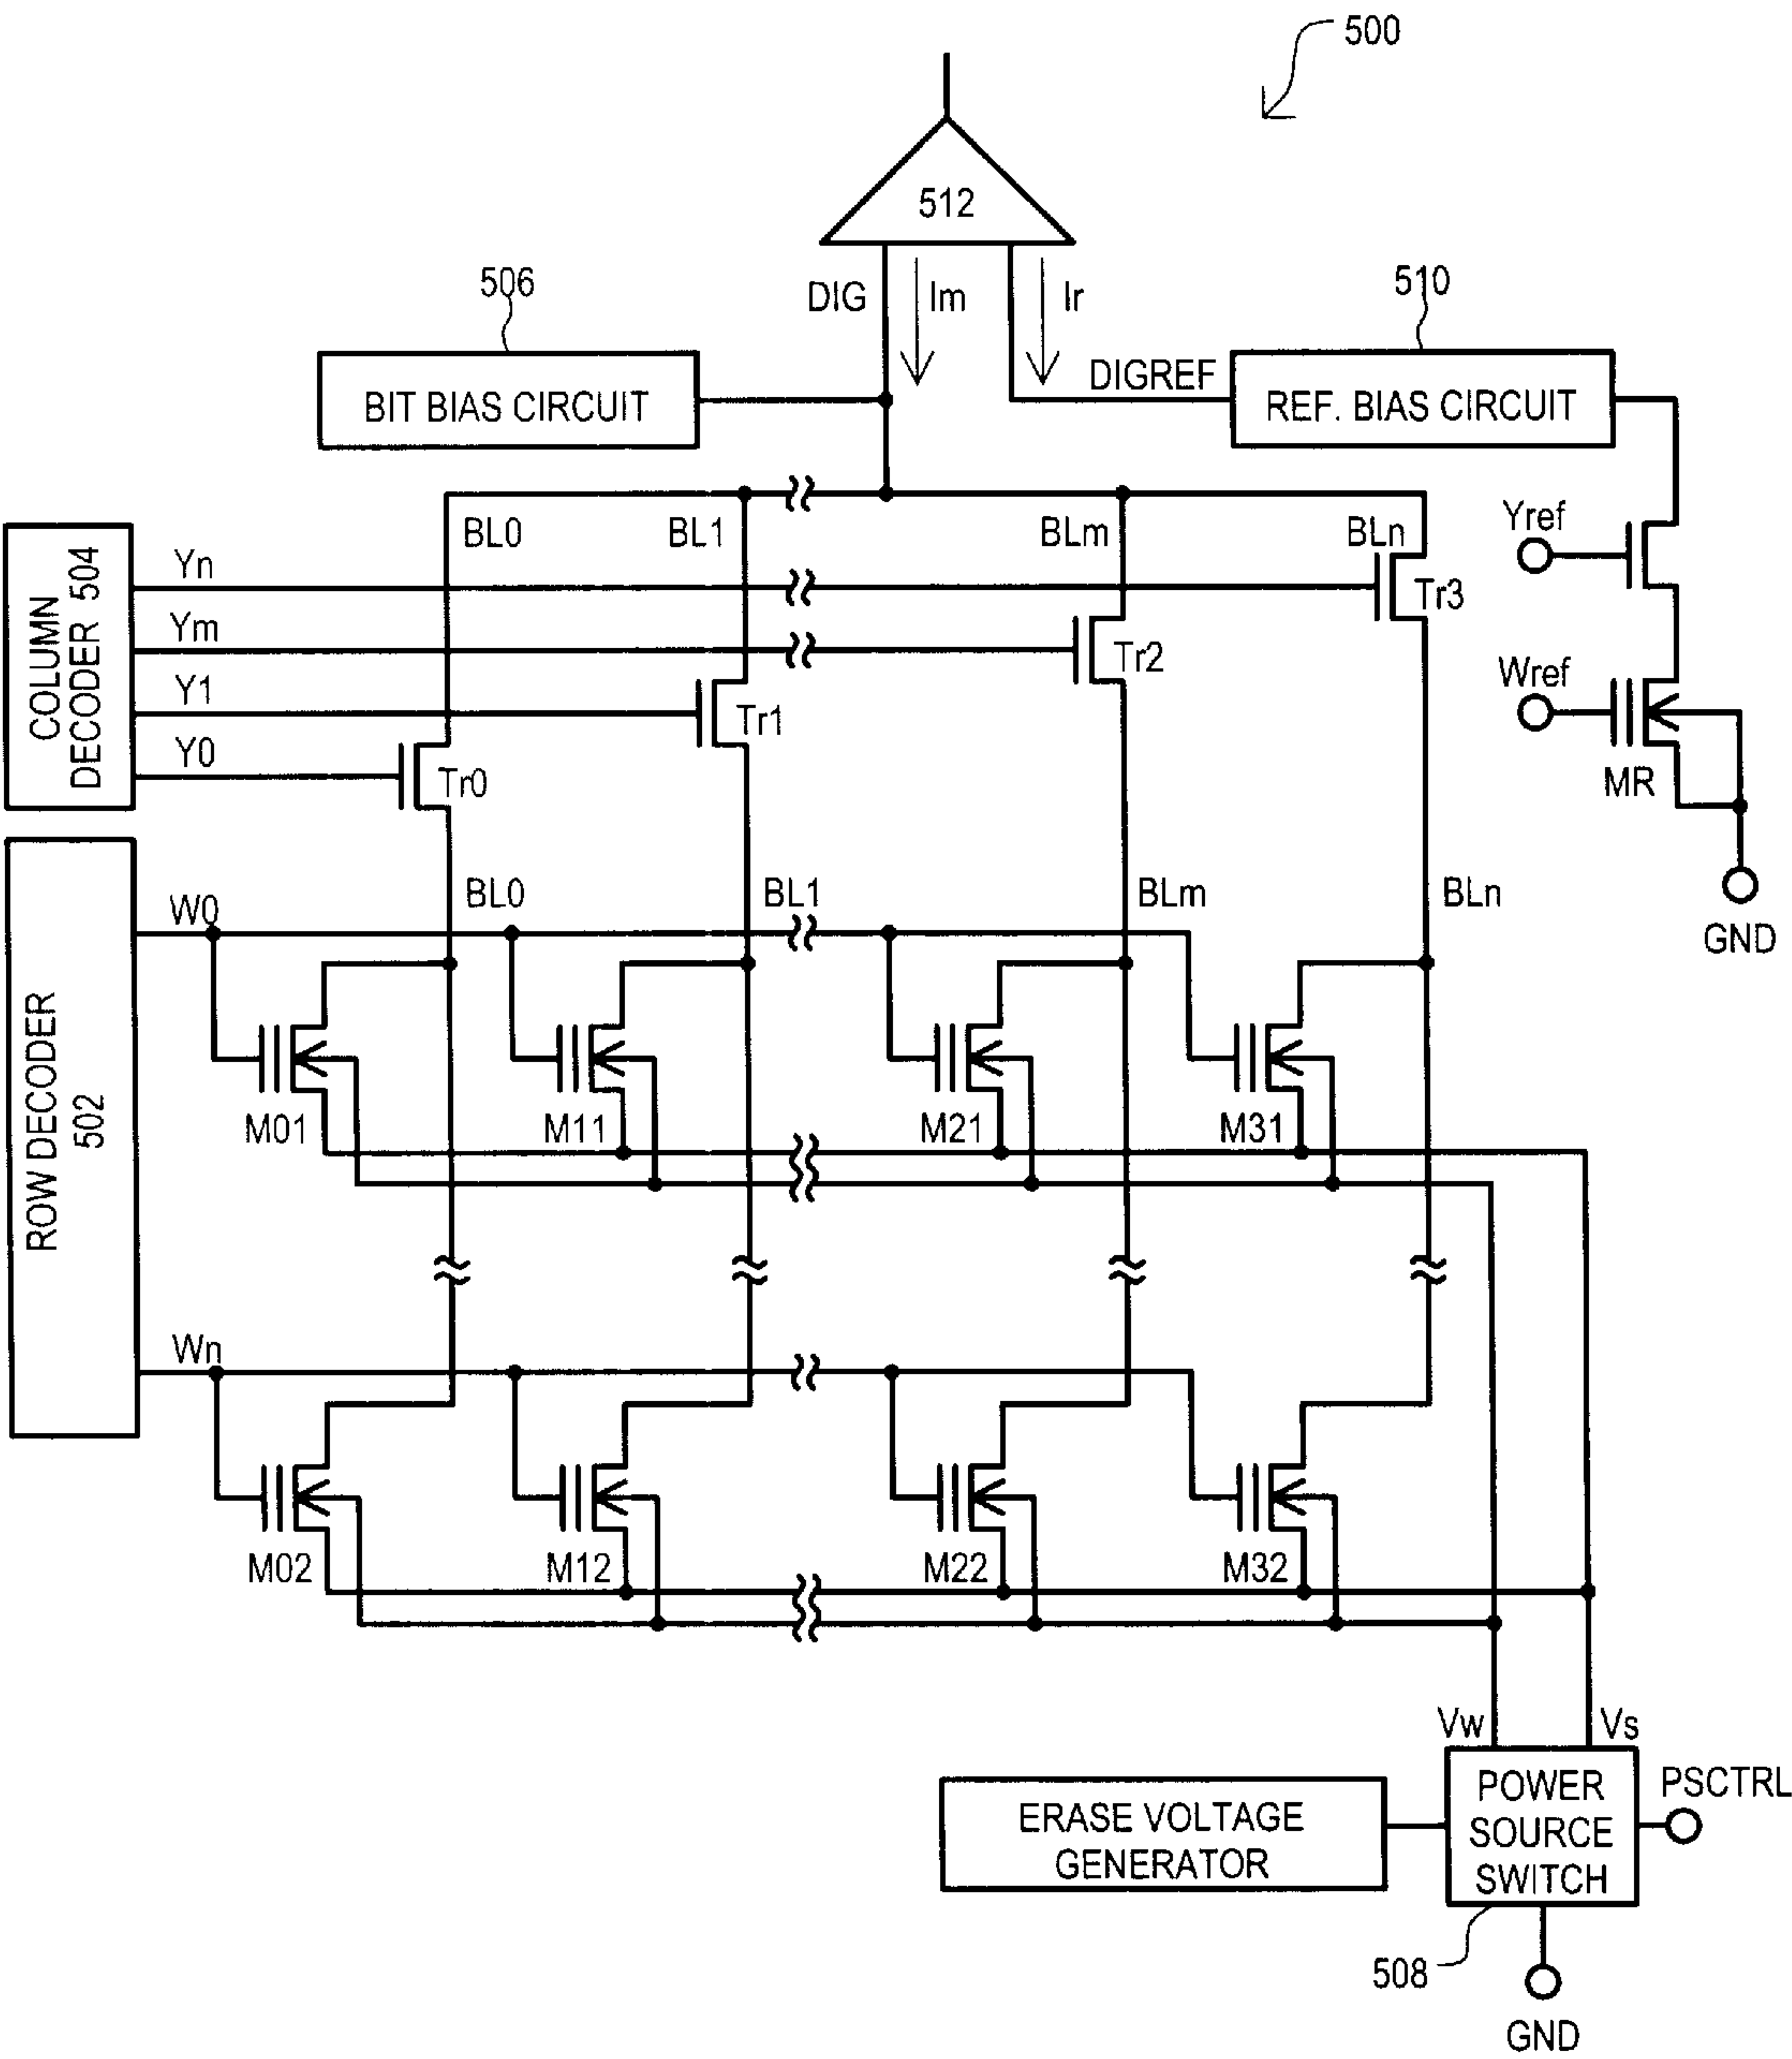 500
512
506
DIG
Im
Ir
510
BIT BIAS CIRCUIT
DIGREF
REF. BIAS CIRCUIT
BL0
BL1
BLm
BLn
Yref
COLUMN
DECODER 504
Yn
Tr3
Ym
Tr2
Y1
Tr1
Wref
Y0
Tr0
MR
GND
ROW DECODER
502
W0
BL0
BL1
BLm
BLn
M01
M11
M21
M31
Wn
M02
M12
M22
M32
Vw
Vs
ERASE VOLTAGE
GENERATOR
POWER
SOURCE
SWITCH
PSCTRL
508
GND